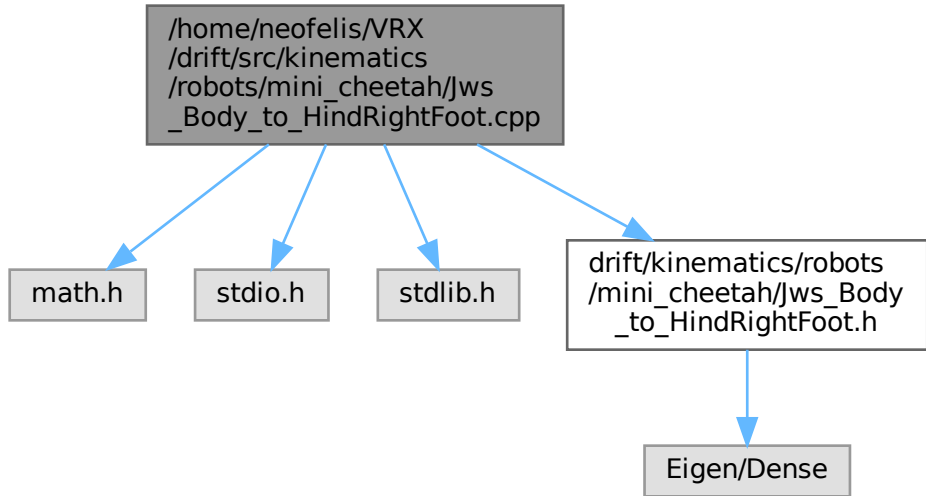 /home/neofelis/VRX
/drift/src/kinematics
/robots/mini_cheetah/Jws
_Body_to_HindRightFoot.cpp
math.h
stdio.h
stdlib.h
drift/kinematics/robots
/mini_cheetah/Jws_Body
_to_HindRightFoot.h
Eigen/Dense